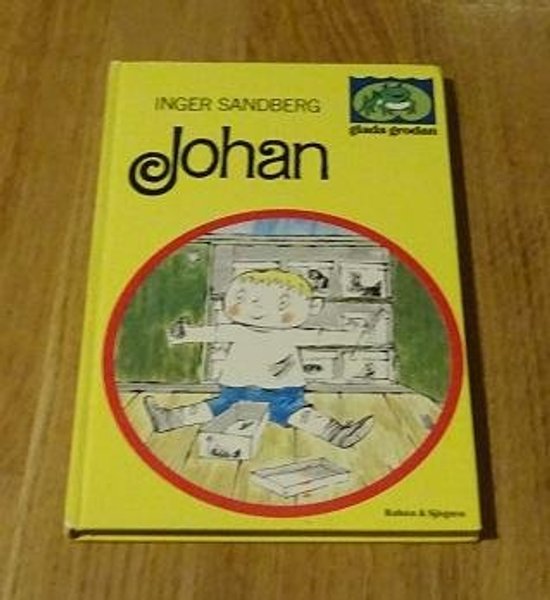 INGER SANDBERG
glada grodan
Johan
Rabén & Sjögren